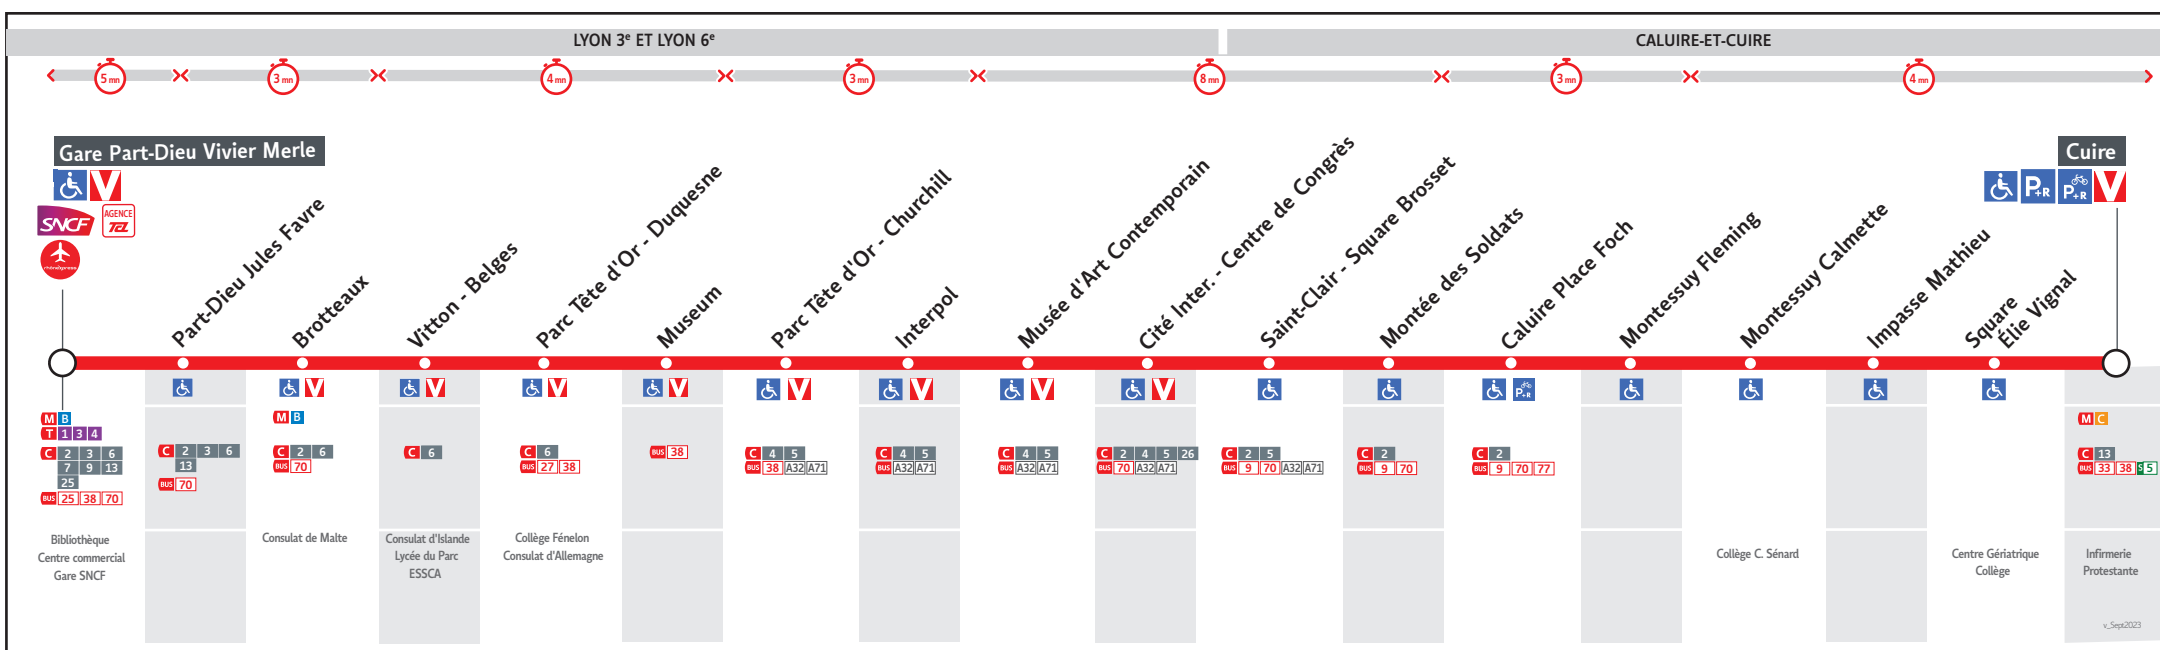 LYON 3e ET LYON 6e
CALUIRE-ET-CUIRE
5 mn
3 mn
4 mn
3 mn
8 mn
3 mn
4 mn
Gare Part-Dieu Vivier Merle
V
SNCF
AGENCE
TCL
rhônexpress
Part-Dieu Jules Favre
Brotteaux
Vitton - Belges
Parc Tête d'Or - Duquesne
Museum
Parc Tête d'Or - Churchill
Interpol
Musée d'Art Contemporain
Cité Inter. - Centre de Congrès
Saint-Clair - Square Brosset
Montée des Soldats
Caluire Place Foch
Montessuy Fleming
Montessuy Calmette
Impasse Mathieu
Square
Élie Vignal
Cuire
P+R P+R V
V
V
V
V
V
V
V
V
P+R
M B
T 1 3 4
C 2 3 6
7 9 13
25
BUS 25 38 70
Bibliothèque
Centre commercial
Gare SNCF
C 2 3 6
13
BUS 70
M B
C 2 6
BUS 70
Consulat de Malte
C 6
Consulat d'Islande
Lycée du Parc
ESSCA
C 6
BUS 27 38
Collège Fénelon
Consulat d'Allemagne
BUS 38
C 4 5
BUS 38 A32 A71
C 4 5
BUS A32 A71
C 4 5
BUS A32 A71
C 2 4 5 26
BUS 70 A32 A71
C 2 5
BUS 9 70 A32 A71
C 2
BUS 9 70
C 2
BUS 9 70 77
Collège C. Sénard
Centre Gériatrique
Collège
M C
C 13
BUS 33 38 S 5
Infirmerie
Protestante
v_Sept2023